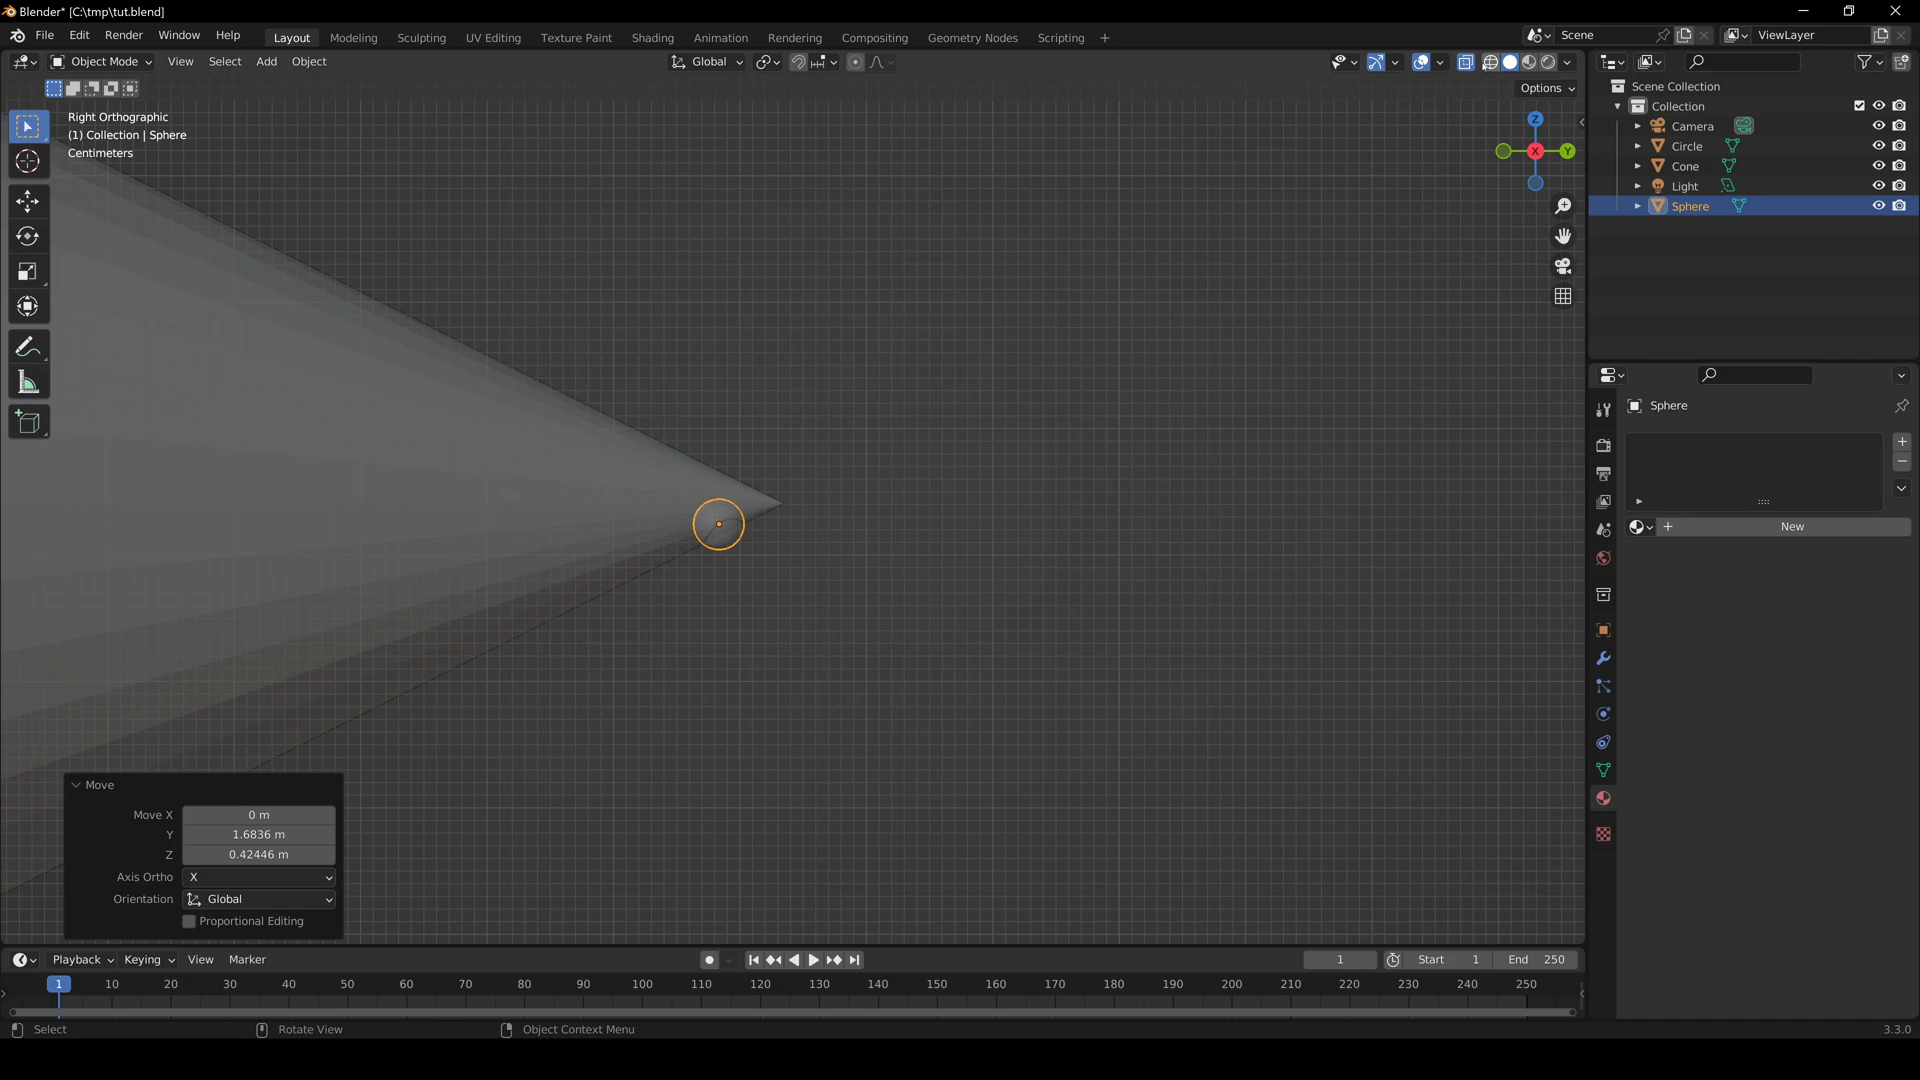 Blender* [C:\tmp\tut.blend]
File Edit Render Window Help Layout Modeling Sculpting UV Editing Texture Paint Shading Animation Rendering Compositing Geometry Nodes Scripting + Scene ViewLayer
Object Mode View Select Add Object Global
Options
Right Orthographic
(1) Collection | Sphere
Centimeters
Z
X
Y
Scene Collection
Collection
Camera
Circle
Cone
Light
Sphere
Sphere
New
Move
Move X 0 m
Y 1.6836 m
Z 0.42446 m
Axis Ortho X
Orientation Global
Proportional Editing
Playback Keying View Marker 1 Start 1 End 250
1 10 20 30 40 50 60 70 80 90 100 110 120 130 140 150 160 170 180 190 200 210 220 230 240 250
Select Rotate View Object Context Menu 3.3.0